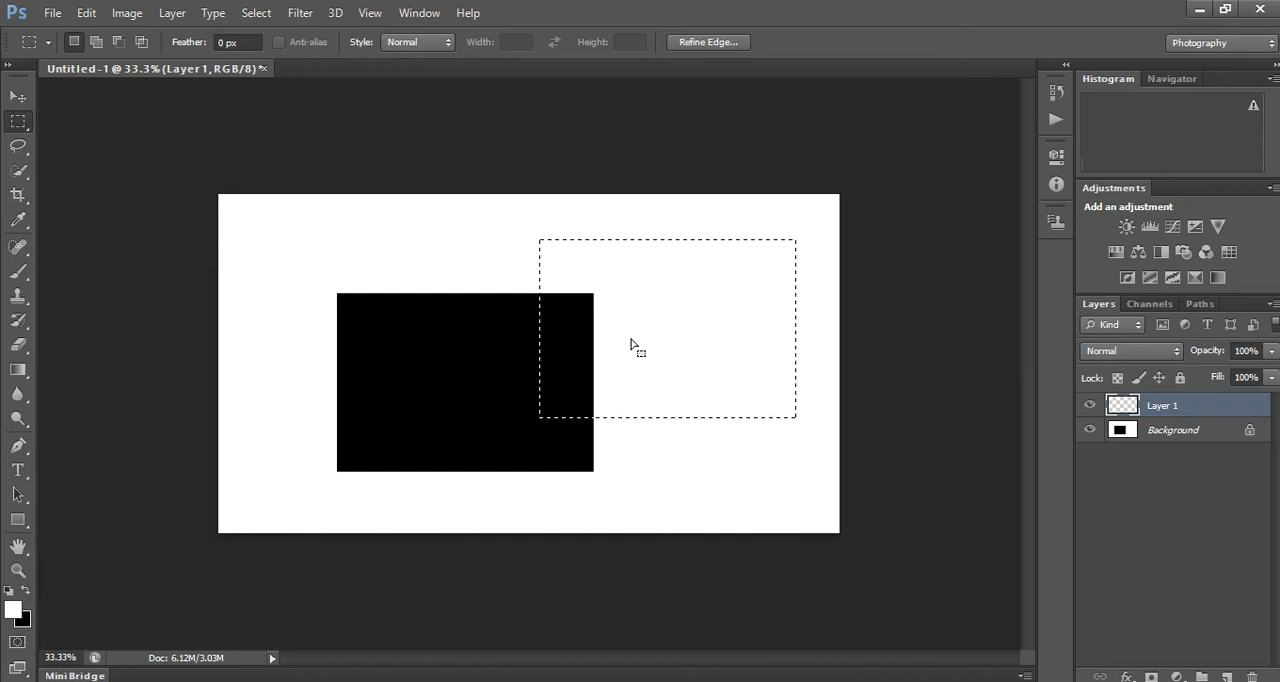 Ps File Edit Image Layer Type Select Filter 3D View Window Help
Feather: 0 px Anti-alias Style: Normal Width: Height: Refine Edge... Photography
Untitled-1 @ 33.3% (Layer 1, RGB/8) * ×
Histogram Navigator
Adjustments
Add an adjustment
Layers Channels Paths
Kind
Normal Opacity: 100%
Lock: Fill: 100%
Layer 1
Background
33.33% Doc: 6.12M/3.03M
Mini Bridge